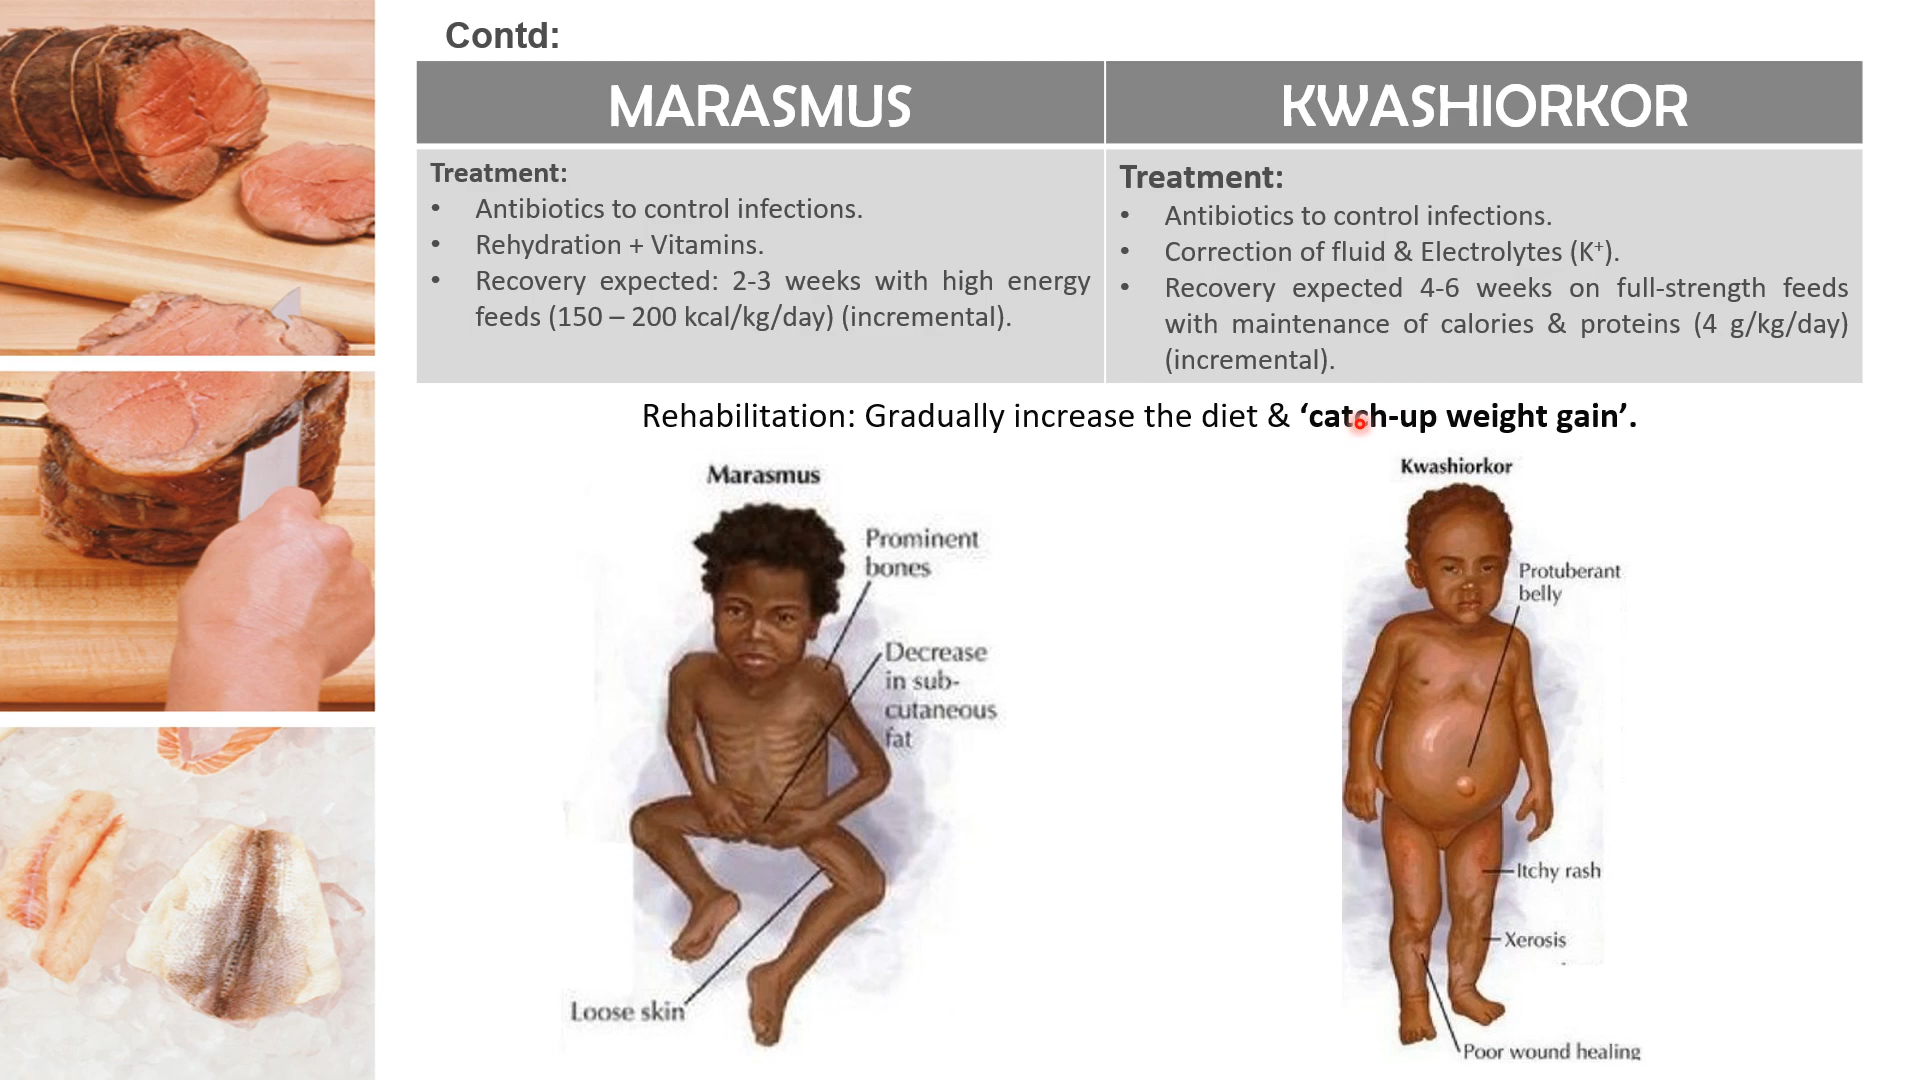 Contd:
MARASMUS
KWASHIORKOR
Treatment:
• Antibiotics to control infections.
• Rehydration + Vitamins.
• Recovery expected: 2-3 weeks with high energy
feeds (150 – 200 kcal/kg/day) (incremental).
Treatment:
• Antibiotics to control infections.
• Correction of fluid & Electrolytes (K⁺).
• Recovery expected 4-6 weeks on full-strength feeds
with maintenance of calories & proteins (4 g/kg/day)
(incremental).
Rehabilitation: Gradually increase the diet & ‘catch-up weight gain’.
Marasmus
Prominent
bones
Decrease
in sub-
cutaneous
fat
Loose skin
Kwashiorkor
Protuberant
belly
Itchy rash
Xerosis
Poor wound healing